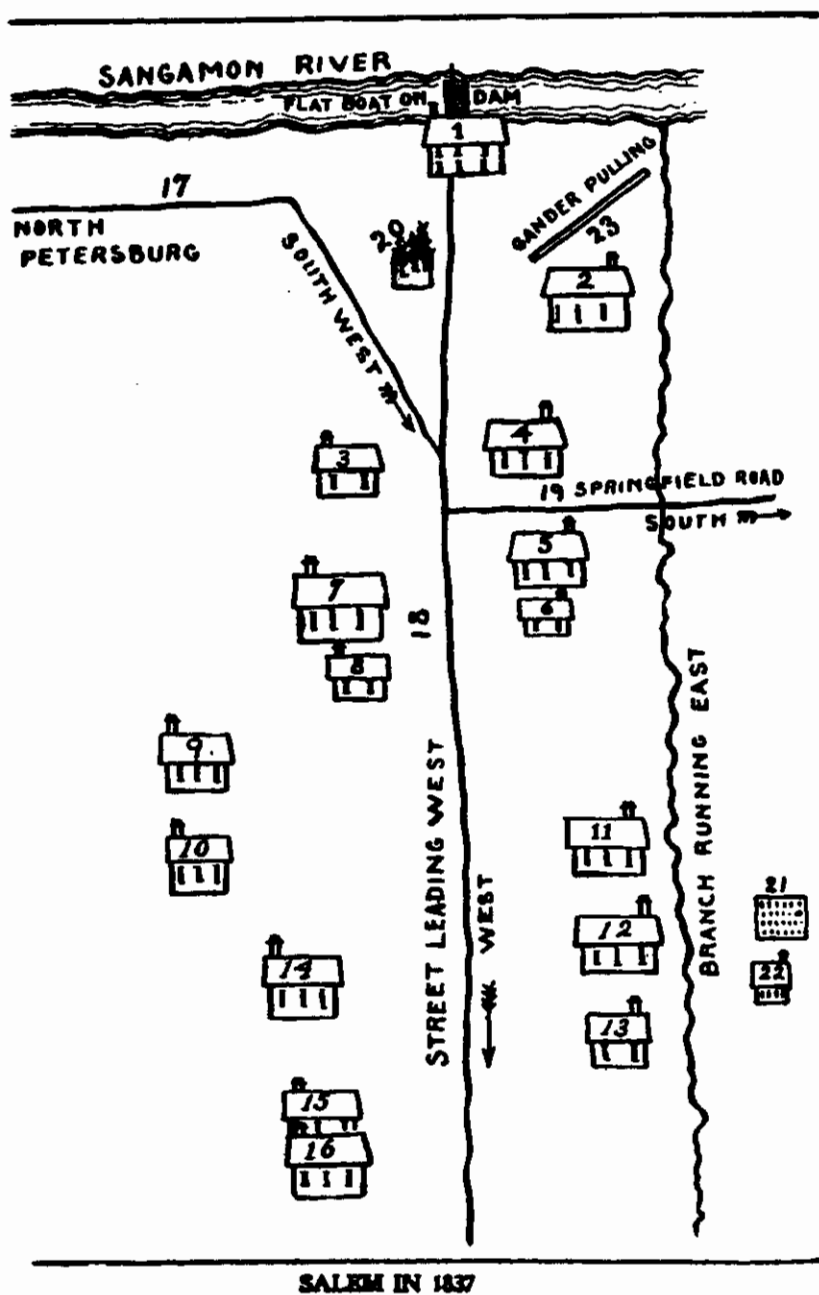 SANGAMON RIVER
FLAT BOAT ON DAM
1
17
NORTH
PETERSBURG
SOUTH WEST
20
GANDER PULLING
23
2
3
4
19 SPRINGFIELD ROAD
SOUTH
5
6
7
8
18
9
10
STREET LEADING WEST
WEST
BRANCH RUNNING EAST
11
12
13
21
22
14
15
16
SALEM IN 1837